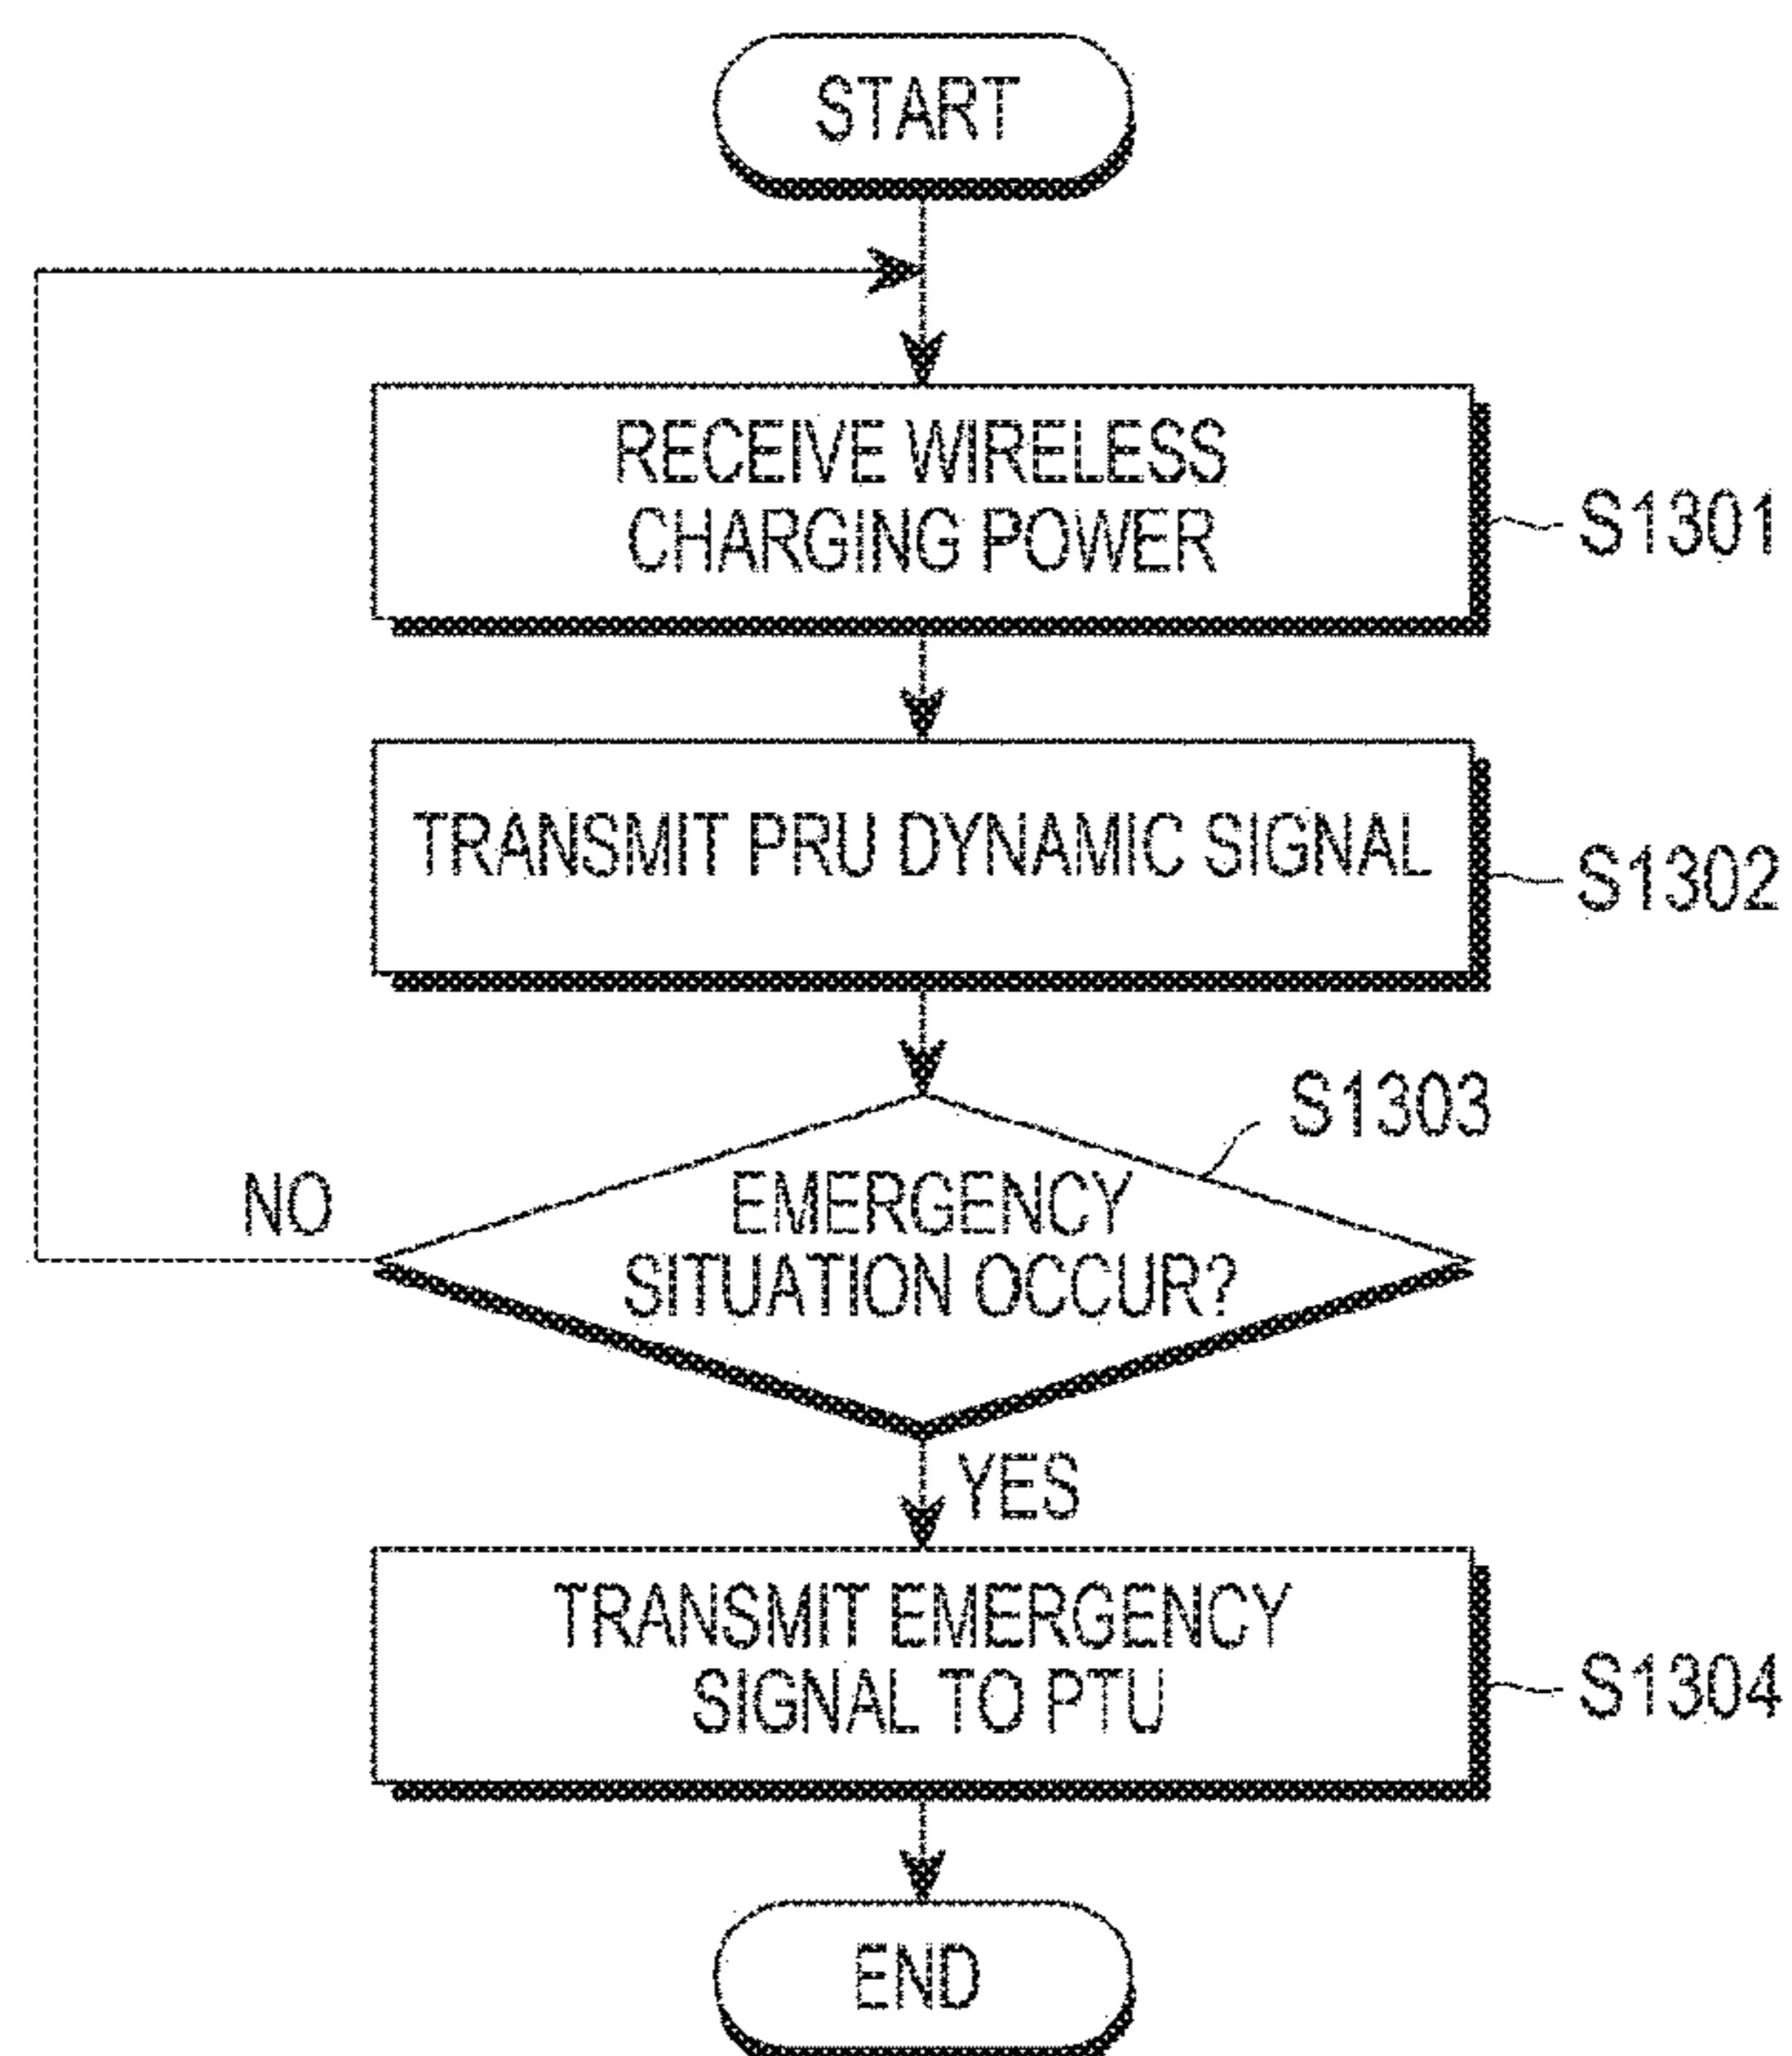 START
RECEIVE WIRELESS
CHARGING POWER
S1301
TRANSMIT PRU DYNAMIC SIGNAL
S1302
S1303
EMERGENCY
SITUATION OCCUR?
NO
YES
TRANSMIT EMERGENCY
SIGNAL TO PTU
S1304
END